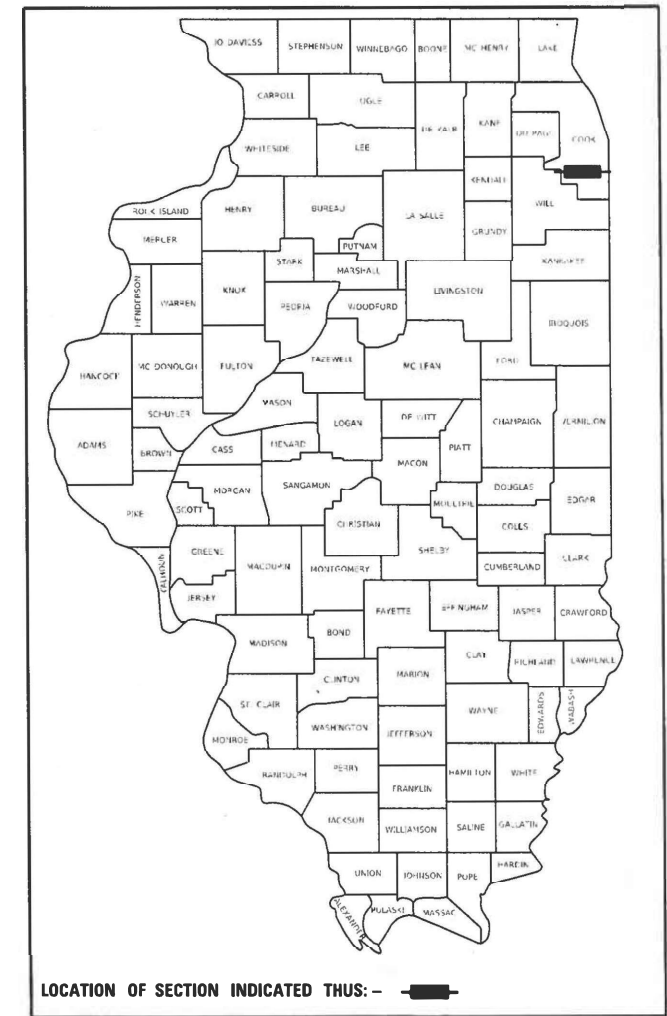 JO DAVIESS STEPHENSON WINNEBAGO BOONE MC HENRY LAKE
CARROLL OGLE DE KALB KANE DU PAGE COOK
WHITESIDE LEE
KENDALL WILL
ROCK ISLAND HENRY BUREAU LA SALLE GRUNDY
MERCER PUTNAM
STARK MARSHALL KANKAKEE
HENDERSON WARREN KNOX PEORIA WOODFORD LIVINGSTON IROQUOIS
HANCOCK MC DONOUGH FULTON TAZEWELL MC LEAN FORD
MASON
SCHUYLER LOGAN DE WITT CHAMPAIGN VERMILION
ADAMS BROWN CASS MENARD MACON PIATT
PIKE SCOTT MORGAN SANGAMON CHRISTIAN MOULTRIE DOUGLAS EDGAR
COLES
CALHOUN GREENE MACOUPIN MONTGOMERY SHELBY CUMBERLAND CLARK
JERSEY FAYETTE EFFINGHAM JASPER CRAWFORD
MADISON BOND
CLINTON MARION CLAY RICHLAND LAWRENCE
ST. CLAIR WAYNE EDWARDS WABASH
MONROE WASHINGTON JEFFERSON
RANDOLPH PERRY HAMILTON WHITE
FRANKLIN
JACKSON WILLIAMSON SALINE GALLATIN
UNION JOHNSON POPE HARDIN
ALEXANDER PULASKI MASSAC
LOCATION OF SECTION INDICATED THUS: –